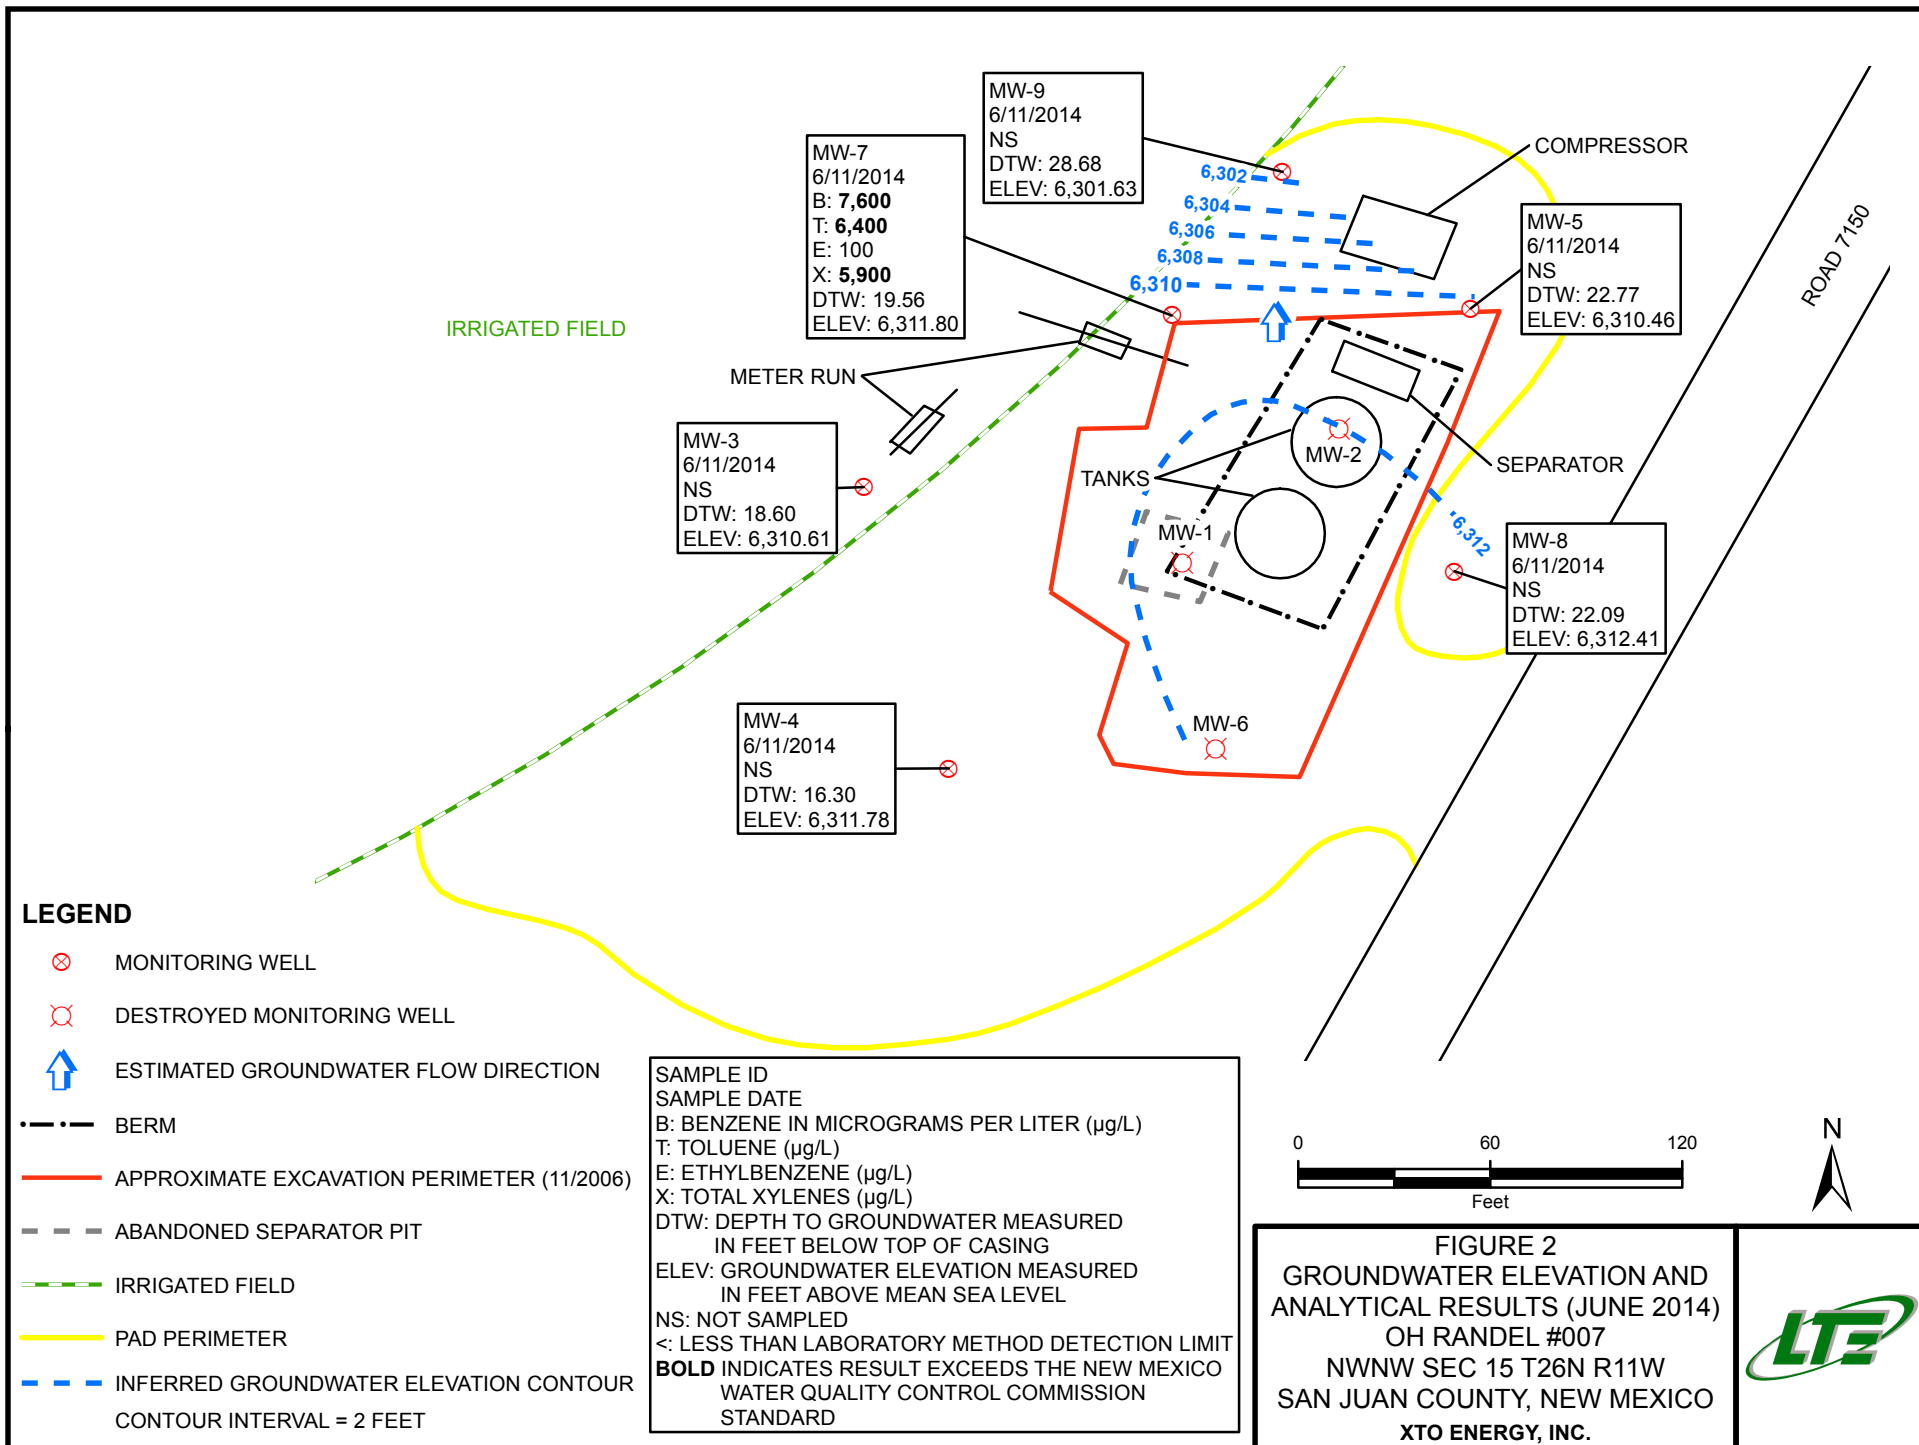 MW-9
6/11/2014
NS
DTW: 28.68
ELEV: 6,301.63
MW-7
6/11/2014
B: 7,600
T: 6,400
E: 100
X: 5,900
DTW: 19.56
ELEV: 6,311.80
COMPRESSOR
6,302
6,304
6,306
6,308
6,310
MW-5
6/11/2014
NS
DTW: 22.77
ELEV: 6,310.46
ROAD 7150
IRRIGATED FIELD
METER RUN
MW-3
6/11/2014
NS
DTW: 18.60
ELEV: 6,310.61
TANKS
MW-2
SEPARATOR
MW-1
6,312
MW-8
6/11/2014
NS
DTW: 22.09
ELEV: 6,312.41
MW-4
6/11/2014
NS
DTW: 16.30
ELEV: 6,311.78
MW-6
LEGEND
MONITORING WELL
DESTROYED MONITORING WELL
ESTIMATED GROUNDWATER FLOW DIRECTION
BERM
APPROXIMATE EXCAVATION PERIMETER (11/2006)
ABANDONED SEPARATOR PIT
IRRIGATED FIELD
PAD PERIMETER
INFERRED GROUNDWATER ELEVATION CONTOUR
CONTOUR INTERVAL = 2 FEET
SAMPLE ID
SAMPLE DATE
B: BENZENE IN MICROGRAMS PER LITER (µg/L)
T: TOLUENE (µg/L)
E: ETHYLBENZENE (µg/L)
X: TOTAL XYLENES (µg/L)
DTW: DEPTH TO GROUNDWATER MEASURED
IN FEET BELOW TOP OF CASING
ELEV: GROUNDWATER ELEVATION MEASURED
IN FEET ABOVE MEAN SEA LEVEL
NS: NOT SAMPLED
<: LESS THAN LABORATORY METHOD DETECTION LIMIT
BOLD INDICATES RESULT EXCEEDS THE NEW MEXICO
WATER QUALITY CONTROL COMMISSION
STANDARD
0 60 120
Feet
N
FIGURE 2
GROUNDWATER ELEVATION AND
ANALYTICAL RESULTS (JUNE 2014)
OH RANDEL #007
NWNW SEC 15 T26N R11W
SAN JUAN COUNTY, NEW MEXICO
XTO ENERGY, INC.
LTE